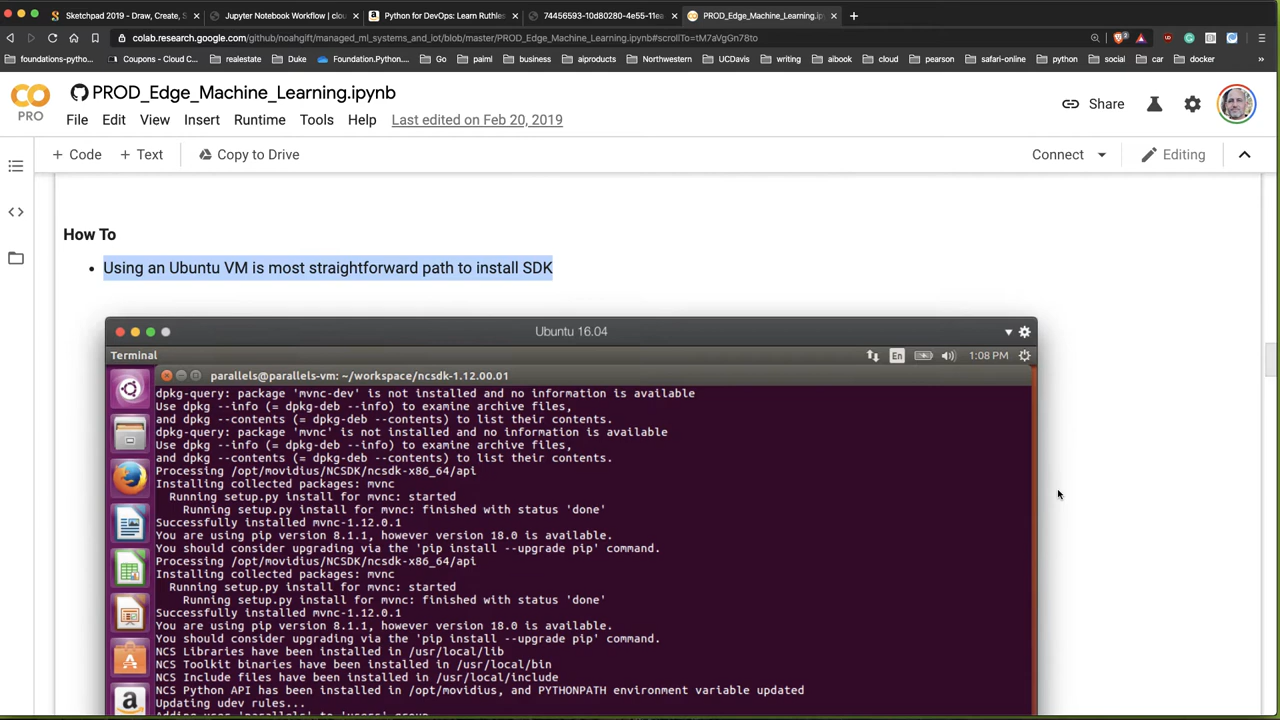 Sketchpad 2019 - Draw, Create, S
Jupyter Notebook Workflow | clou
Python for DevOps: Learn Ruthles
74456593-10d80280-4e55-11ea
PROD_Edge_Machine_Learning.ip
colab.research.google.com/github/noahgift/managed_ml_systems_and_iot/blob/master/PROD_Edge_Machine_Learning.ipynb#scrollTo=tM7aVgGn78to
foundations-pytho...
Coupons - Cloud C...
realestate
Duke
Foundation.Python....
Go
paiml
business
aiproducts
Northwestern
UCDavis
writing
aibook
cloud
pearson
safari-online
python
social
car
docker
»
CO
PRO
PROD_Edge_Machine_Learning.ipynb
File Edit View Insert Runtime Tools Help Last edited on Feb 20, 2019
Share
+ Code + Text Copy to Drive
Connect
Editing
How To
• Using an Ubuntu VM is most straightforward path to install SDK
Ubuntu 16.04
Terminal
En
1:08 PM
parallels@parallels-vm: ~/workspace/ncsdk-1.12.00.01
dpkg-query: package 'mvnc-dev' is not installed and no information is available
Use dpkg --info (= dpkg-deb --info) to examine archive files,
and dpkg --contents (= dpkg-deb --contents) to list their contents.
dpkg-query: package 'mvnc' is not installed and no information is available
Use dpkg --info (= dpkg-deb --info) to examine archive files,
and dpkg --contents (= dpkg-deb --contents) to list their contents.
Processing /opt/movidius/NCSDK/ncsdk-x86_64/api
Installing collected packages: mvnc
Running setup.py install for mvnc: started
Running setup.py install for mvnc: finished with status 'done'
Successfully installed mvnc-1.12.0.1
You are using pip version 8.1.1, however version 18.0 is available.
You should consider upgrading via the 'pip install --upgrade pip' command.
Processing /opt/movidius/NCSDK/ncsdk-x86_64/api
Installing collected packages: mvnc
Running setup.py install for mvnc: started
Running setup.py install for mvnc: finished with status 'done'
Successfully installed mvnc-1.12.0.1
You are using pip version 8.1.1, however version 18.0 is available.
You should consider upgrading via the 'pip install --upgrade pip' command.
NCS Libraries have been installed in /usr/local/lib
NCS Toolkit binaries have been installed in /usr/local/bin
NCS Include files have been installed in /usr/local/include
NCS Python API has been installed in /opt/movidius, and PYTHONPATH environment variable updated
Updating udev rules...
Adding user 'parallels' to 'users' group